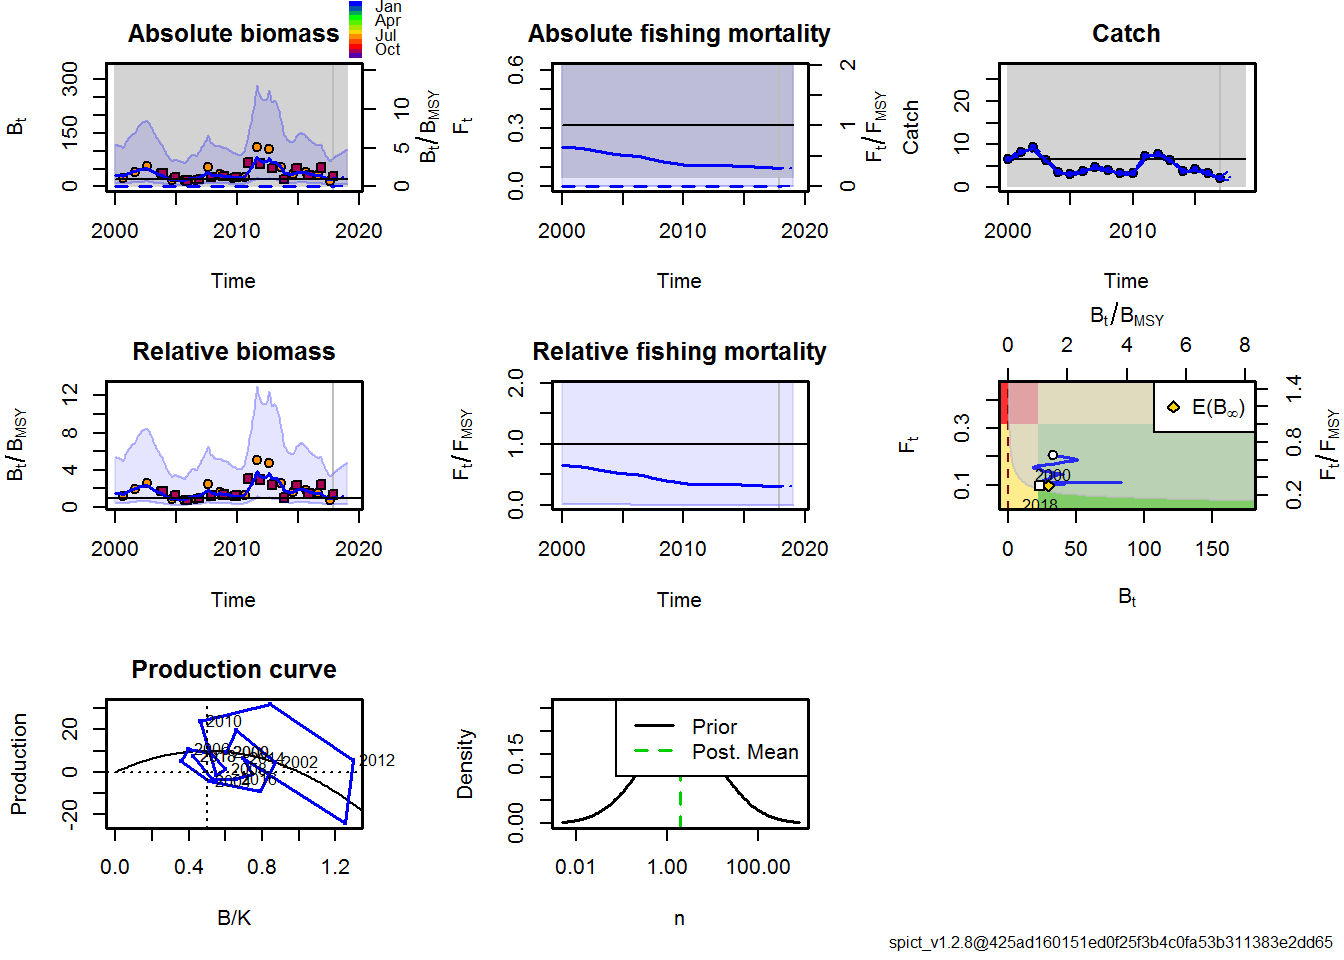 Absolute biomass
Jan
Apr
Jul
Oct
Bt
0 150 300
Bt/BMSY
0 5 10
2000 2010 2020
Time
Absolute fishing mortality
Ft
0.0 0.3 0.6
Ft/FMSY
0 1 2
2000 2010 2020
Time
Catch
Catch
0 10 20
2000 2010
Time
Relative biomass
Bt/BMSY
0 4 8 12
2000 2010 2020
Time
Relative fishing mortality
Ft/FMSY
0.0 1.0 2.0
2000 2010 2020
Time
Bt/BMSY
0 2 4 6 8
E(B∞)
Ft
0.1 0.3
Ft/FMSY
0.2 0.8 1.4
2000
2018
0 50 100 150
Bt
Production curve
Production
-20 0 20
2010
2012
2002
0.0 0.4 0.8 1.2
B/K
Density
0.00 0.15
Prior
Post. Mean
0.01 1.00 100.00
n
spict_v1.2.8@425ad160151ed0f25f3b4c0fa53b311383e2dd65